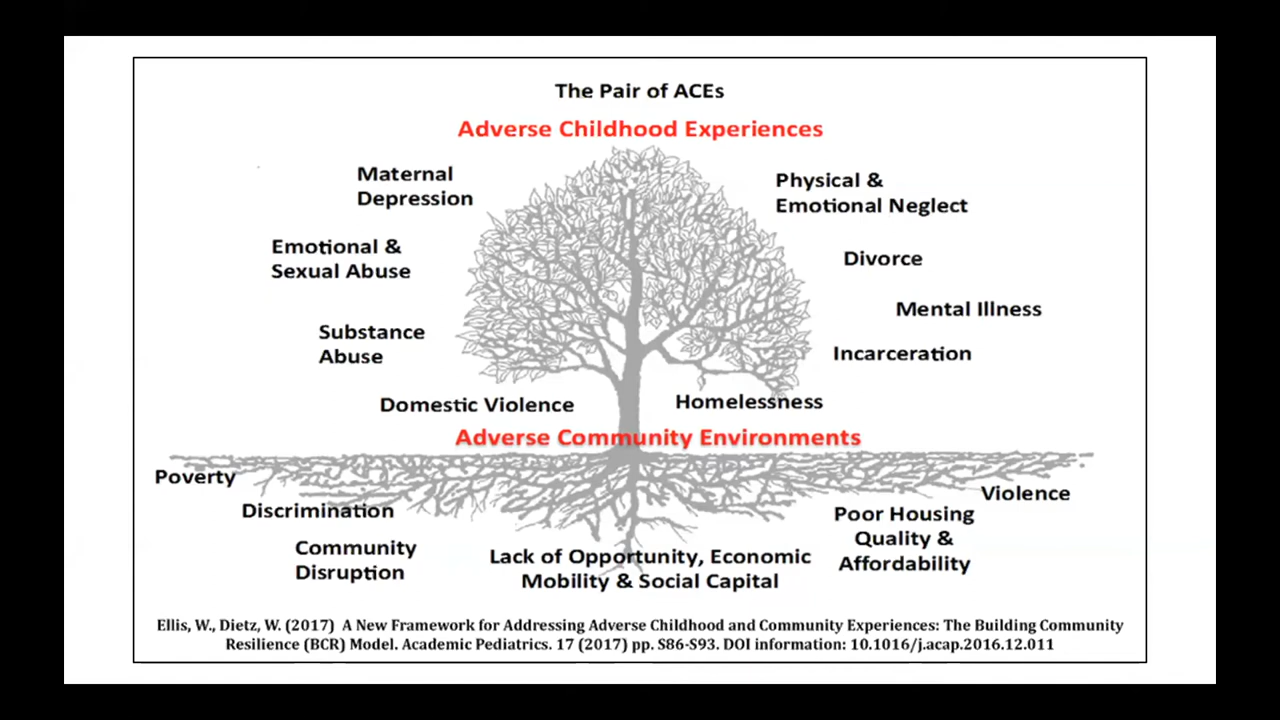 The Pair of ACEs
Adverse Childhood Experiences
Maternal
Depression
Physical &
Emotional Neglect
Emotional &
Sexual Abuse
Divorce
Mental Illness
Substance
Abuse
Incarceration
Domestic Violence
Homelessness
Adverse Community Environments
Poverty
Violence
Discrimination
Poor Housing
Quality &
Affordability
Community
Disruption
Lack of Opportunity, Economic
Mobility & Social Capital
Ellis, W., Dietz, W. (2017) A New Framework for Addressing Adverse Childhood and Community Experiences: The Building Community
Resilience (BCR) Model. Academic Pediatrics. 17 (2017) pp. S86-S93. DOI information: 10.1016/j.acap.2016.12.011